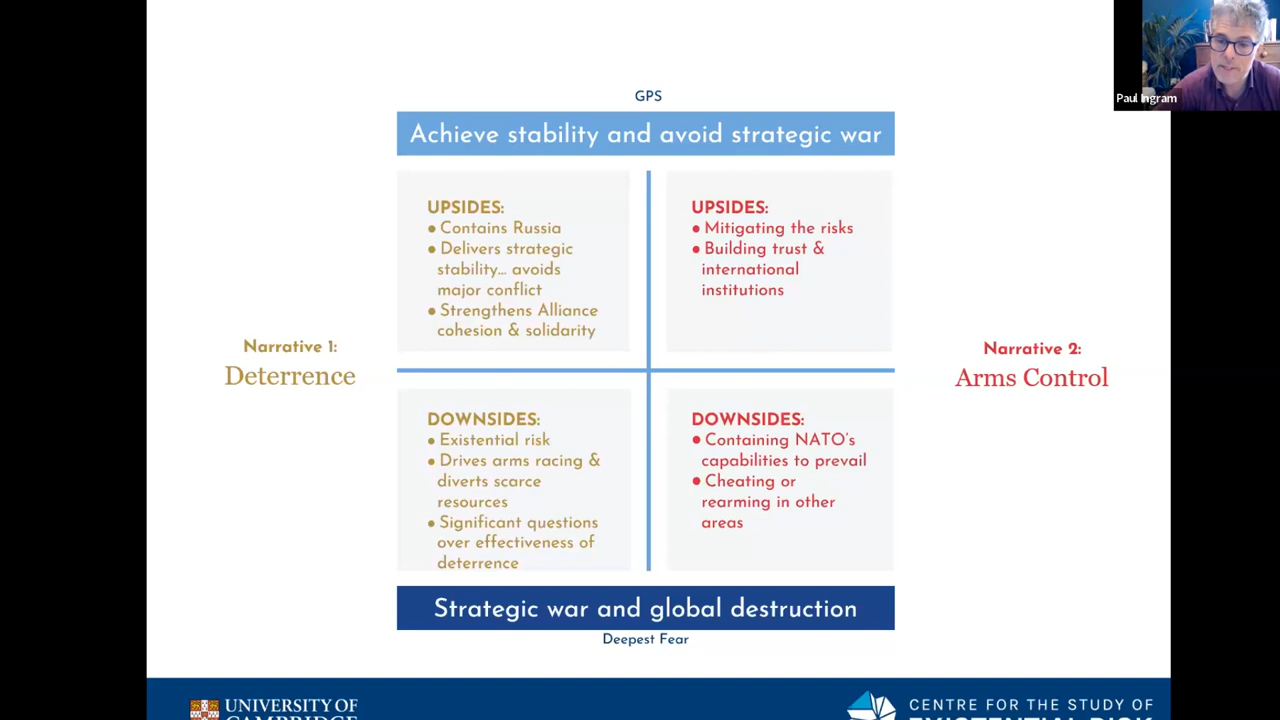 Paul Ingram
GPS
Achieve stability and avoid strategic war
UPSIDES:
● Contains Russia
● Delivers strategic
stability... avoids
major conflict
● Strengthens Alliance
cohesion & solidarity
UPSIDES:
● Mitigating the risks
● Building trust &
international
institutions
Narrative 1:
Deterrence
Narrative 2:
Arms Control
DOWNSIDES:
● Existential risk
● Drives arms racing &
diverts scarce
resources
● Significant questions
over effectiveness of
deterrence
DOWNSIDES:
● Containing NATO's
capabilities to prevail
● Cheating or
rearming in other
areas
Strategic war and global destruction
Deepest Fear
UNIVERSITY OF
CAMBRIDGE
CENTRE FOR THE STUDY OF
EXISTENTIAL RISK